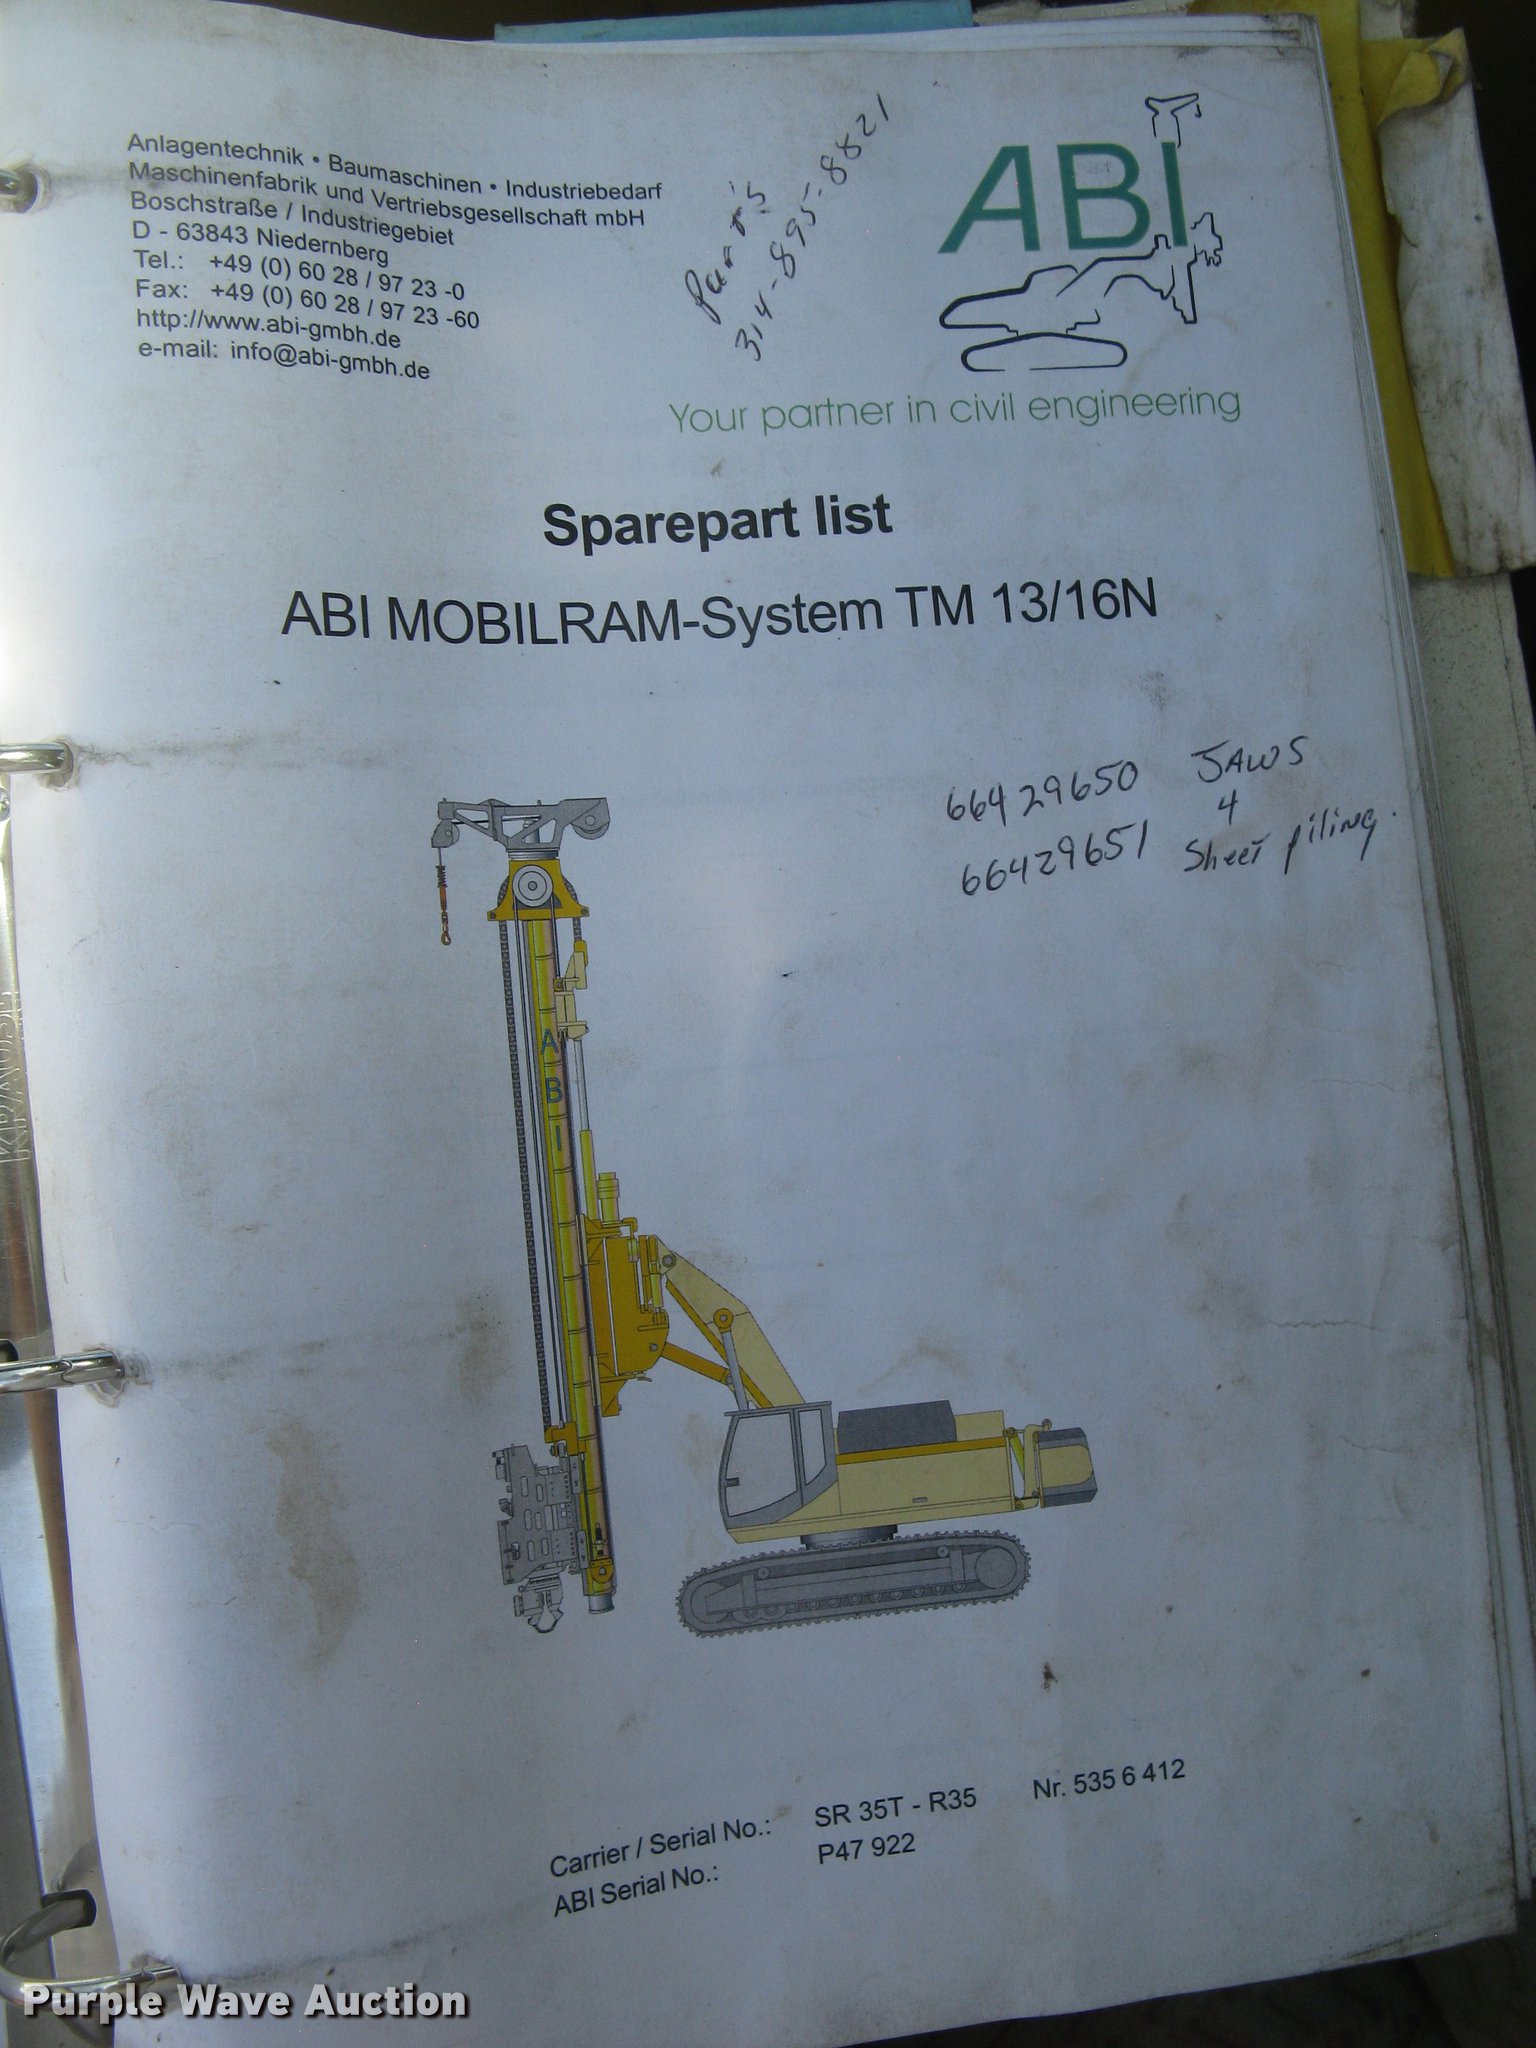 Anlagentechnik • Baumaschinen • Industriebedarf
Maschinenfabrik und Vertriebsgesellschaft mbH
Boschstraße / Industriegebiet
D - 63843 Niedernberg
Tel.: +49 (0) 60 28 / 97 23 -0
Fax: +49 (0) 60 28 / 97 23 -60
http://www.abi-gmbh.de
e-mail: info@abi-gmbh.de
Part's
314-895-8821
ABI
Your partner in civil engineering
Sparepart list
ABI MOBILRAM-System TM 13/16N
66429650 JAWS
4
66429651 Sheet piling.
A
B
I
Carrier / Serial No.: SR 35T - R35 Nr. 535 6 412
ABI Serial No.: P47 922
KRAUSE
Purple Wave Auction